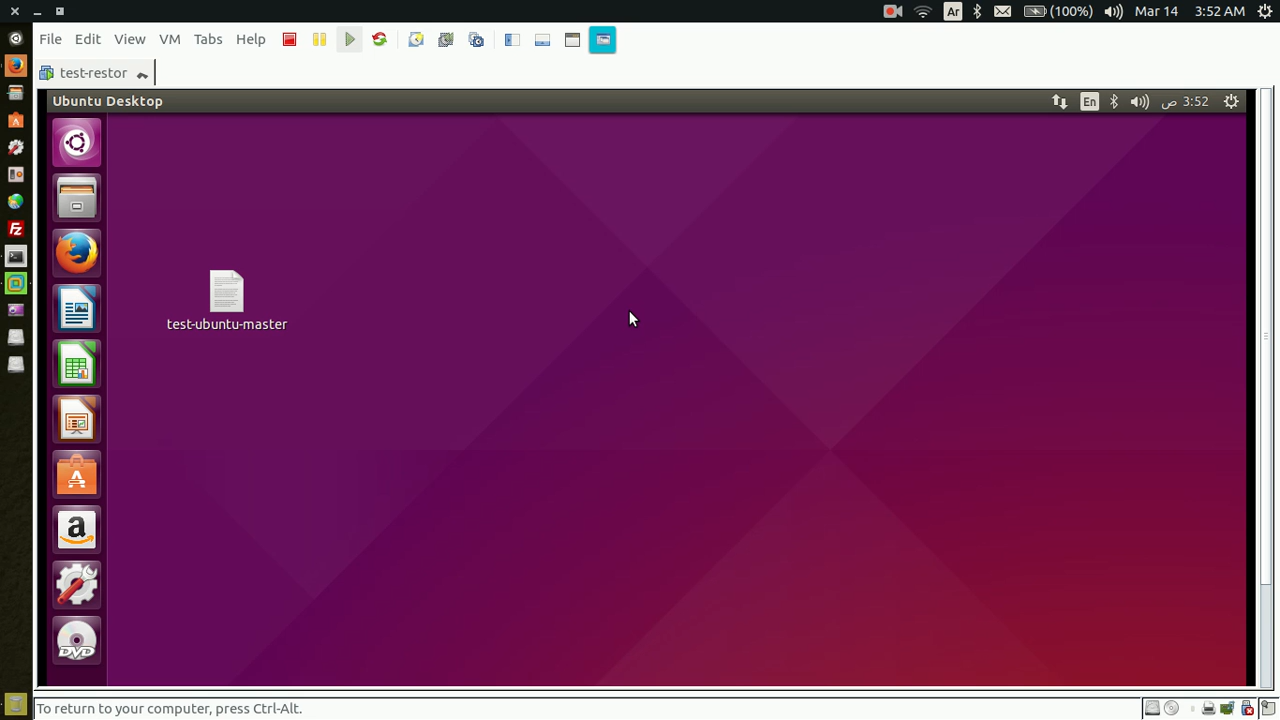 Ar
(100%)
Mar 14
3:52 AM
File Edit View VM Tabs Help
test-restor
Ubuntu Desktop
En
3:52 ص
Fz
test-ubuntu-master
A
a
DVD
To return to your computer, press Ctrl-Alt.